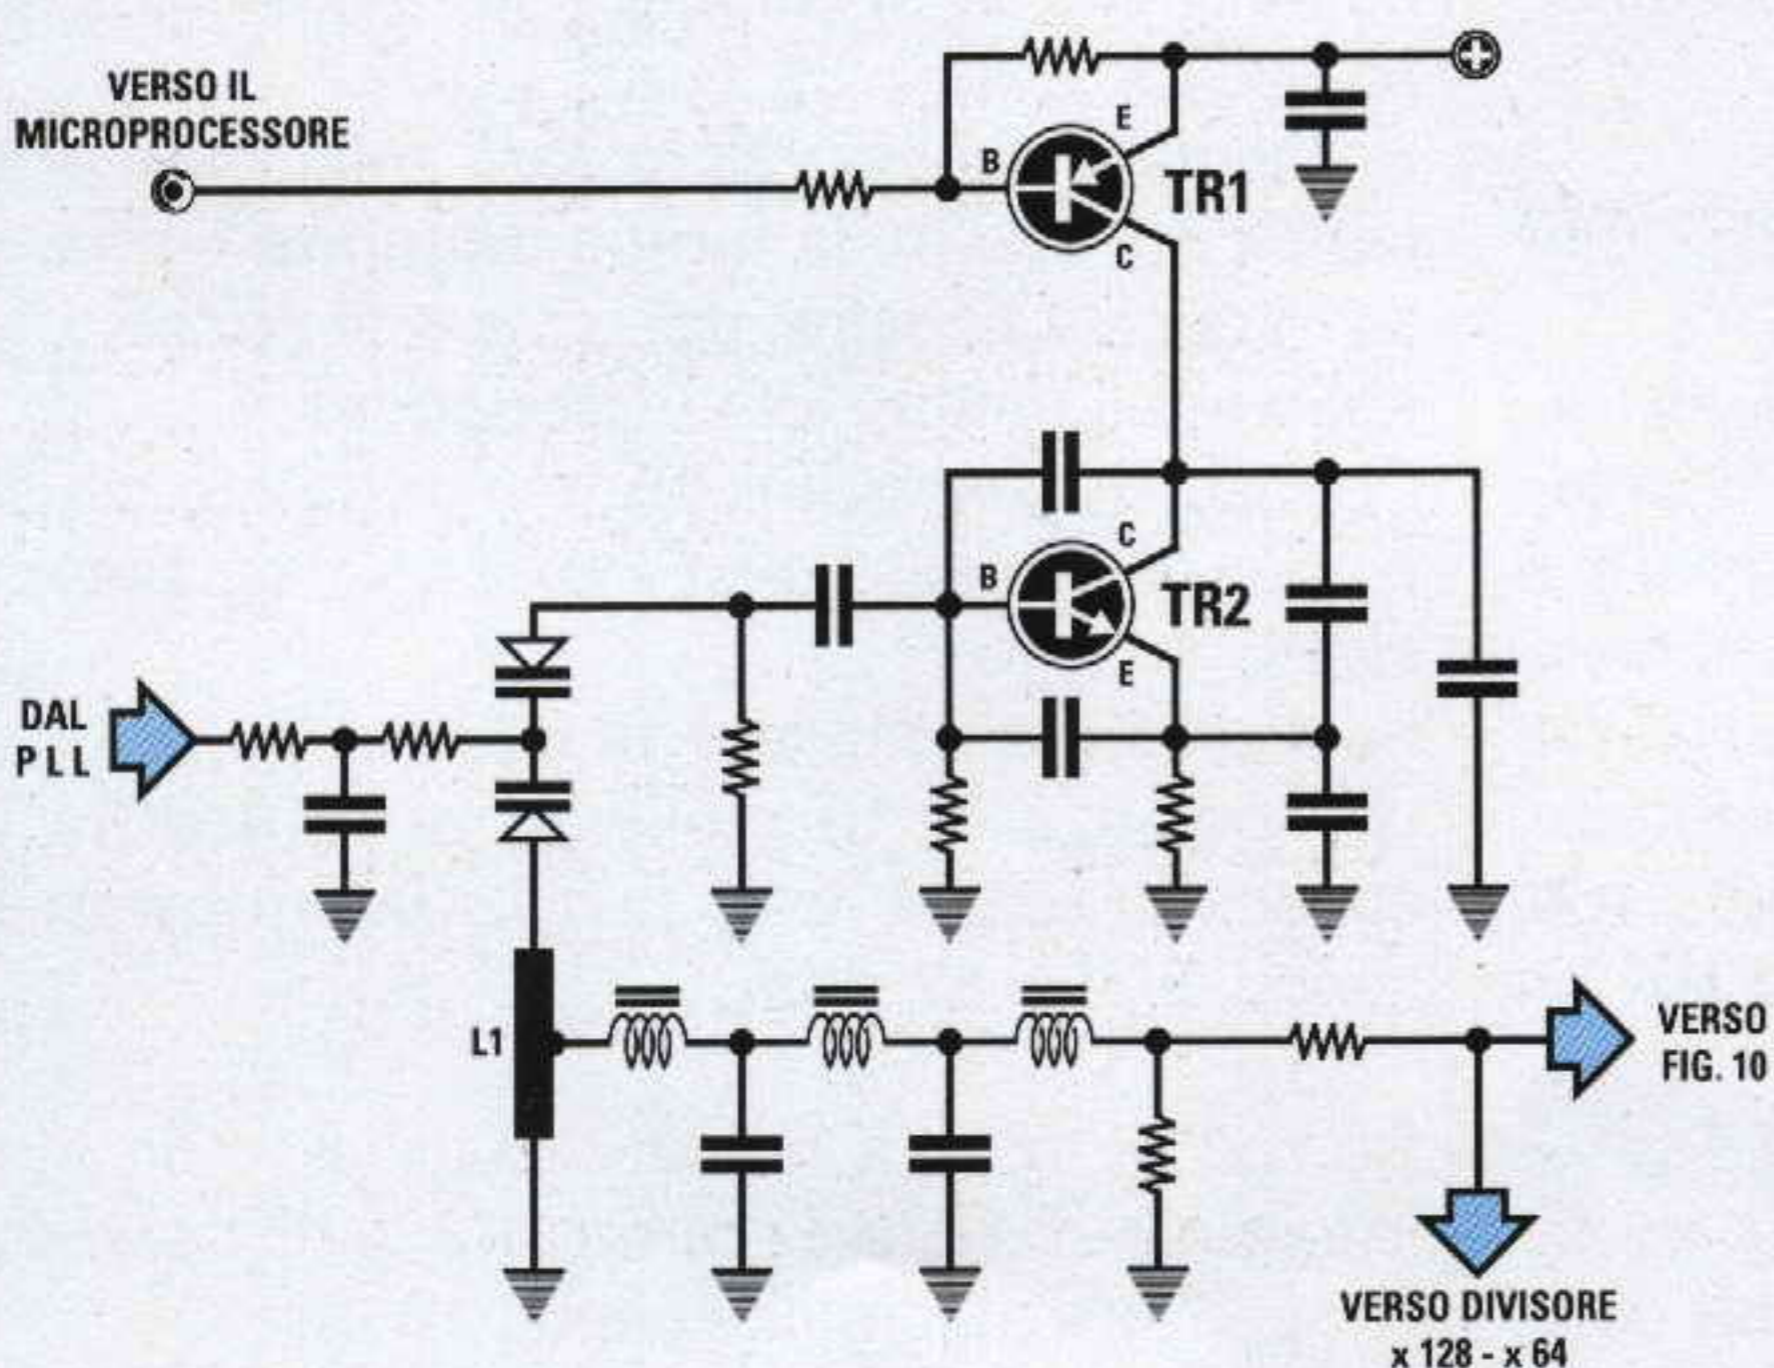 VERSO IL
MICROPROCESSORE
E
B
TR1
C
C
B
TR2
E
DAL
PLL
L1
VERSO
FIG. 10
VERSO DIVISORE
x 128 - x 64